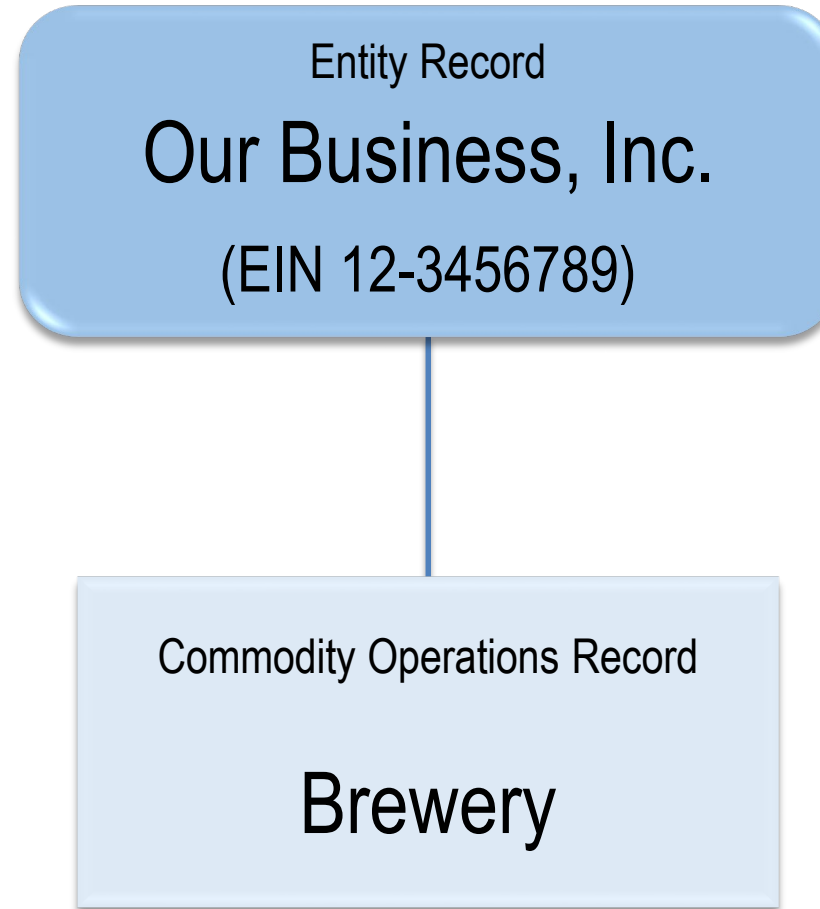 Entity Record
Our Business, Inc.
(EIN 12-3456789)
Commodity Operations Record
Brewery